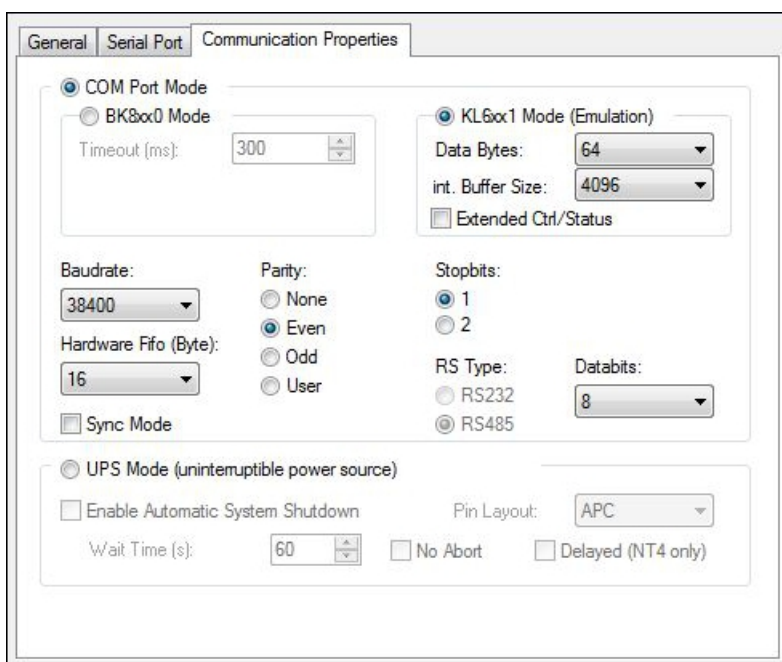 General Serial Port Communication Properties
COM Port Mode
BK8xx0 Mode
Timeout (ms): 300
KL6xx1 Mode (Emulation)
Data Bytes: 64
int. Buffer Size: 4096
Extended Ctrl/Status
Baudrate:
38400
Hardware Fifo (Byte):
16
Sync Mode
Parity:
None
Even
Odd
User
Stopbits:
1
2
RS Type:
RS232
RS485
Databits:
8
UPS Mode (uninterruptible power source)
Enable Automatic System Shutdown Pin Layout: APC
Wait Time (s): 60 No Abort Delayed (NT4 only)